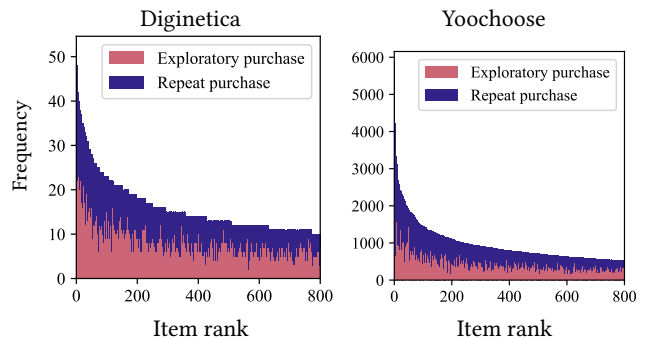 Diginetica
Exploratory purchase
Repeat purchase
Frequency
50
40
30
20
10
0
0 200 400 600 800
Item rank
Yoochoose
Exploratory purchase
Repeat purchase
6000
5000
4000
3000
2000
1000
0
0 200 400 600 800
Item rank